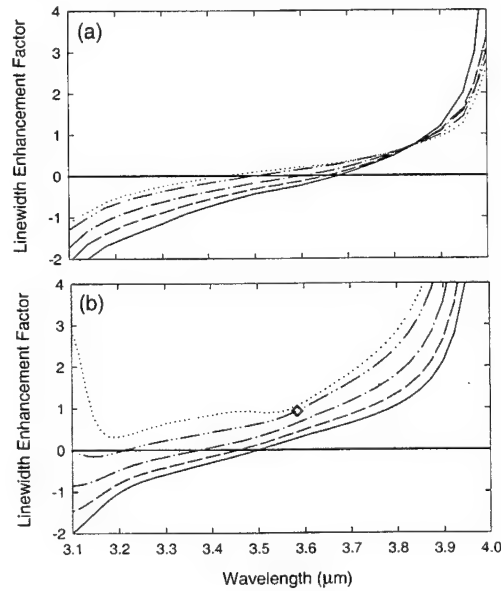 (a)
Linewidth Enhancement Factor
4
3
2
1
0
-1
-2
(b)
Linewidth Enhancement Factor
4
3
2
1
0
-1
-2
3.1 3.2 3.3 3.4 3.5 3.6 3.7 3.8 3.9 4.0
Wavelength (μm)